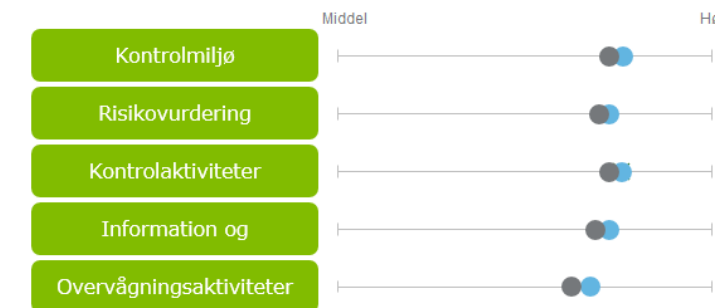 Middel
Kontrolmiljø
Risikovurdering
Kontrolaktiviteter
Information og
Overvågningsaktiviteter